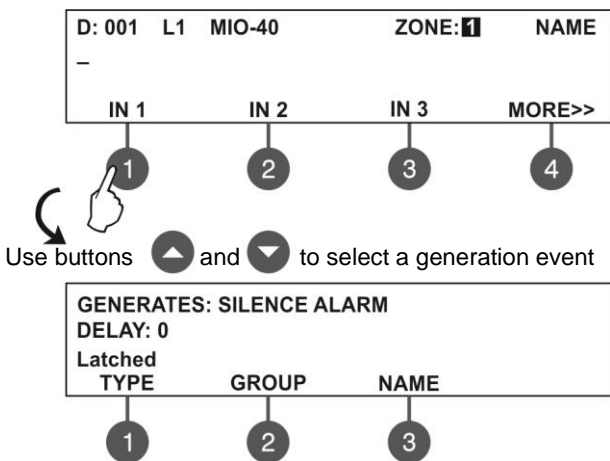 D: 001 L1 MIO-40 ZONE:1 NAME
_
IN 1 IN 2 IN 3 MORE>>
1 2 3 4
Use buttons and to select a generation event
GENERATES: SILENCE ALARM
DELAY: 0
Latched
TYPE GROUP NAME
1 2 3